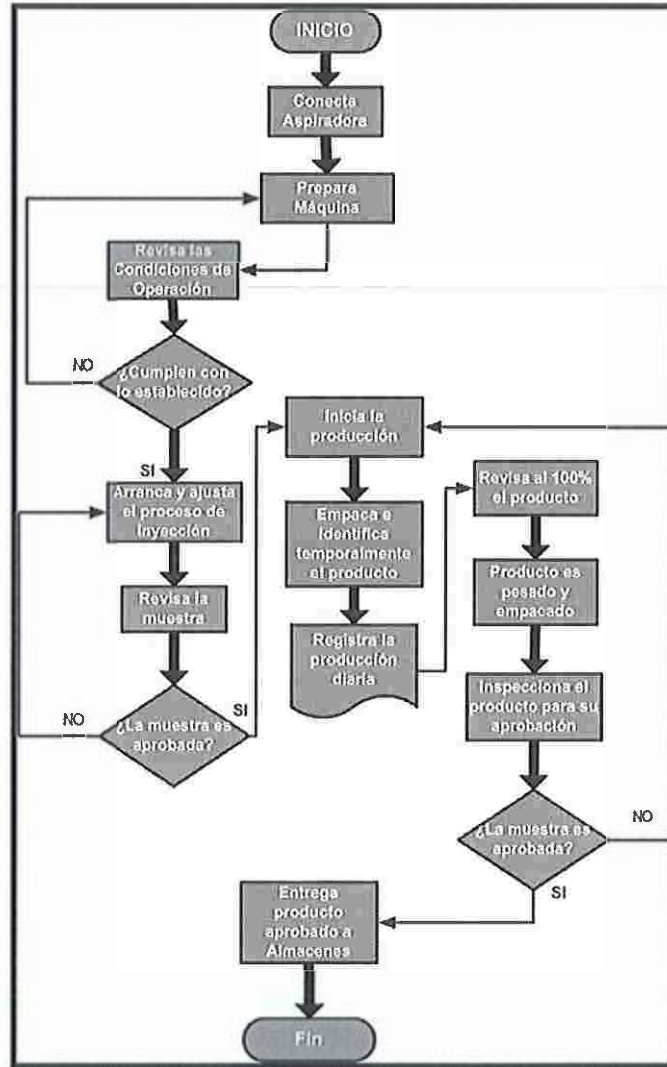 INICIO
Conecta
Aspiradora
Prepara
Máquina
Revisa las
Condiciones de
Operación
NO
¿Cumplen con
lo establecido?
SI
Arranca y ajusta
el proceso de
Inyección
Revisa la
muestra
NO
¿La muestra es
aprobada?
SI
Inicia la
producción
Empaca e
Identifica
temporalmente
el producto
Registra la
producción
diaria
Revisa al 100%
el producto
Producto es
pesado y
empacado
Inspecciona el
producto para su
aprobación
¿La muestra es
aprobada?
NO
SI
Entrega
producto
aprobado a
Almacenes
Fin